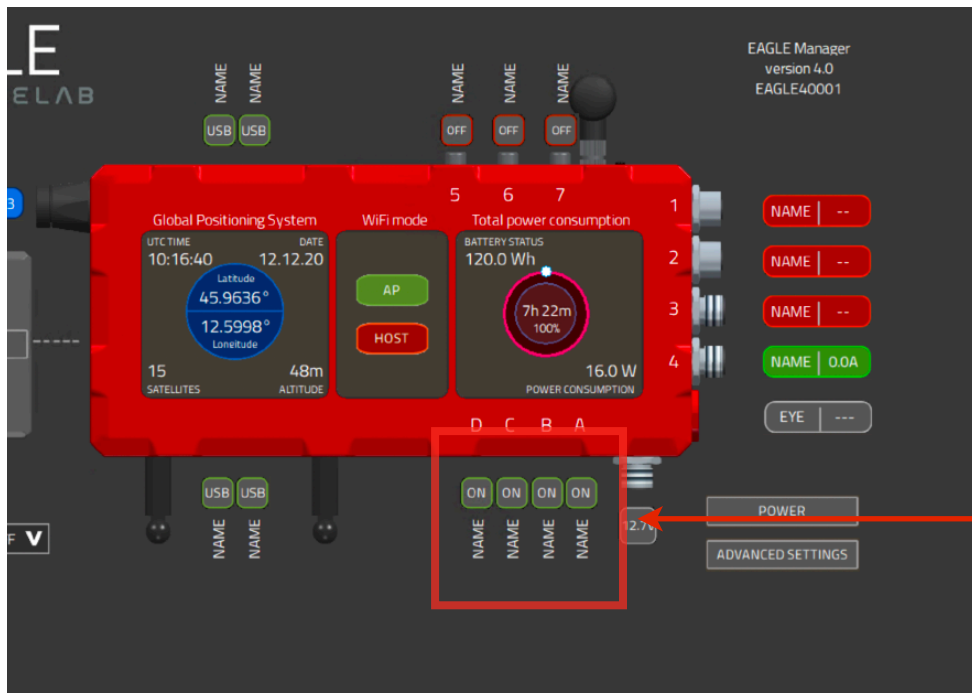 LE
ELAB
EAGLE Manager
version 4.0
EAGLE40001
NAME
NAME
NAME
NAME
NAME
USB
USB
OFF
OFF
OFF
5
6
7
3
Global Positioning System
UTC TIME
DATE
10:16:40
12.12.20
Latitude
45.9636°
12.5998°
Longitude
15
48m
SATELLITES
ALTITUDE
WiFi mode
AP
HOST
Total power consumption
BATTERY STATUS
120.0 Wh
7h 22m
100%
16.0 W
POWER CONSUMPTION
1
NAME --
2
NAME --
3
NAME --
4
NAME 0.0A
EYE ---
D C B A
USB
USB
ON
ON
ON
ON
NAME
NAME
NAME
NAME
NAME
NAME
12.7V
POWER
ADVANCED SETTINGS
F V